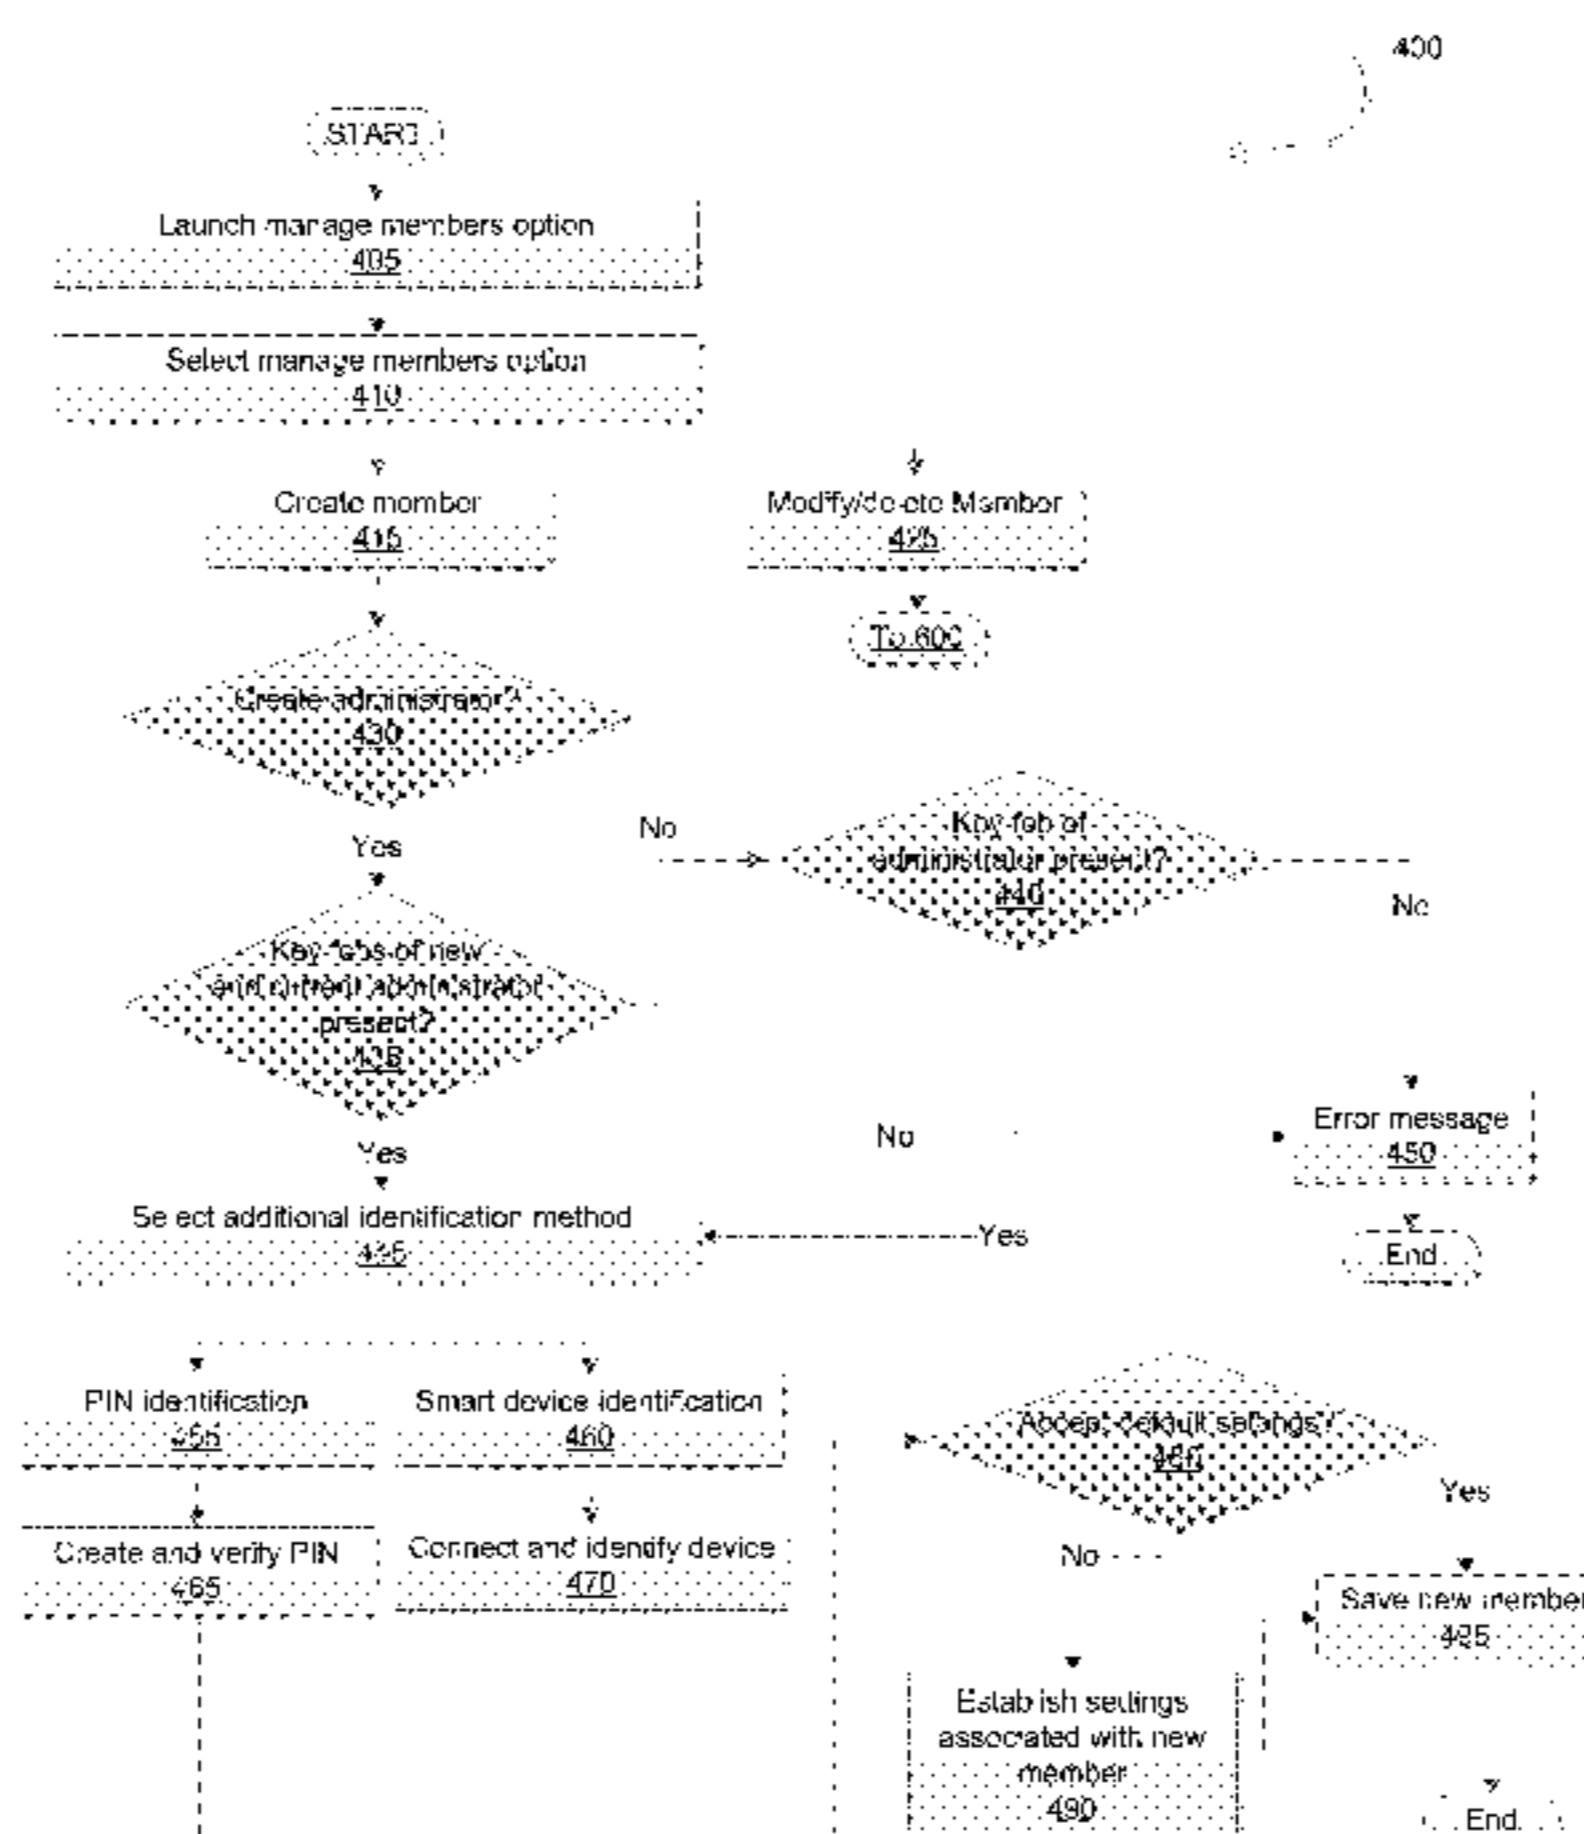 400
START
Launch manage members option
405
Select manage members option
410
Create member
415
Modify/delete Member
425
To 600
Create administrator?
430
No
Key fob of
administrator present?
440
Yes
No
Key fobs of new
and current administrator
present?
435
Error message
450
No
Yes
Select additional identification method
Yes
End
PIN identification
455
Smart device identification
460
Accept default settings?
Yes
Create and verify PIN
465
Connect and identify device
470
No
Save new member
495
Establish settings
associated with new
member
490
End